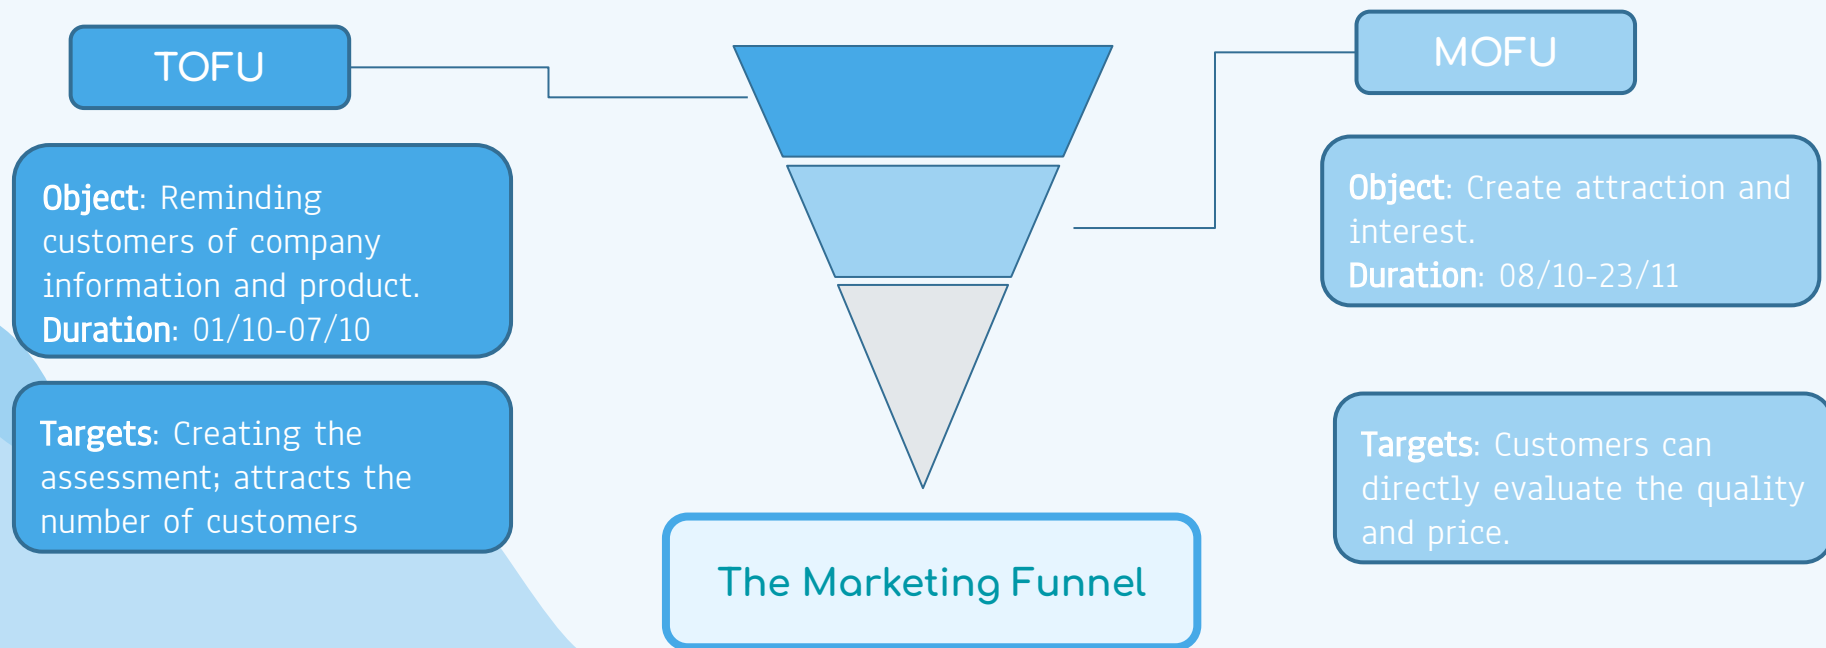 TOFU
Object: Reminding
customers of company
information and product.
Duration: 01/10-07/10
Targets: Creating the
assessment; attracts the
number of customers
The Marketing Funnel
MOFU
Object: Create attraction and
interest.
Duration: 08/10-23/11
Targets: Customers can
directly evaluate the quality
and price.